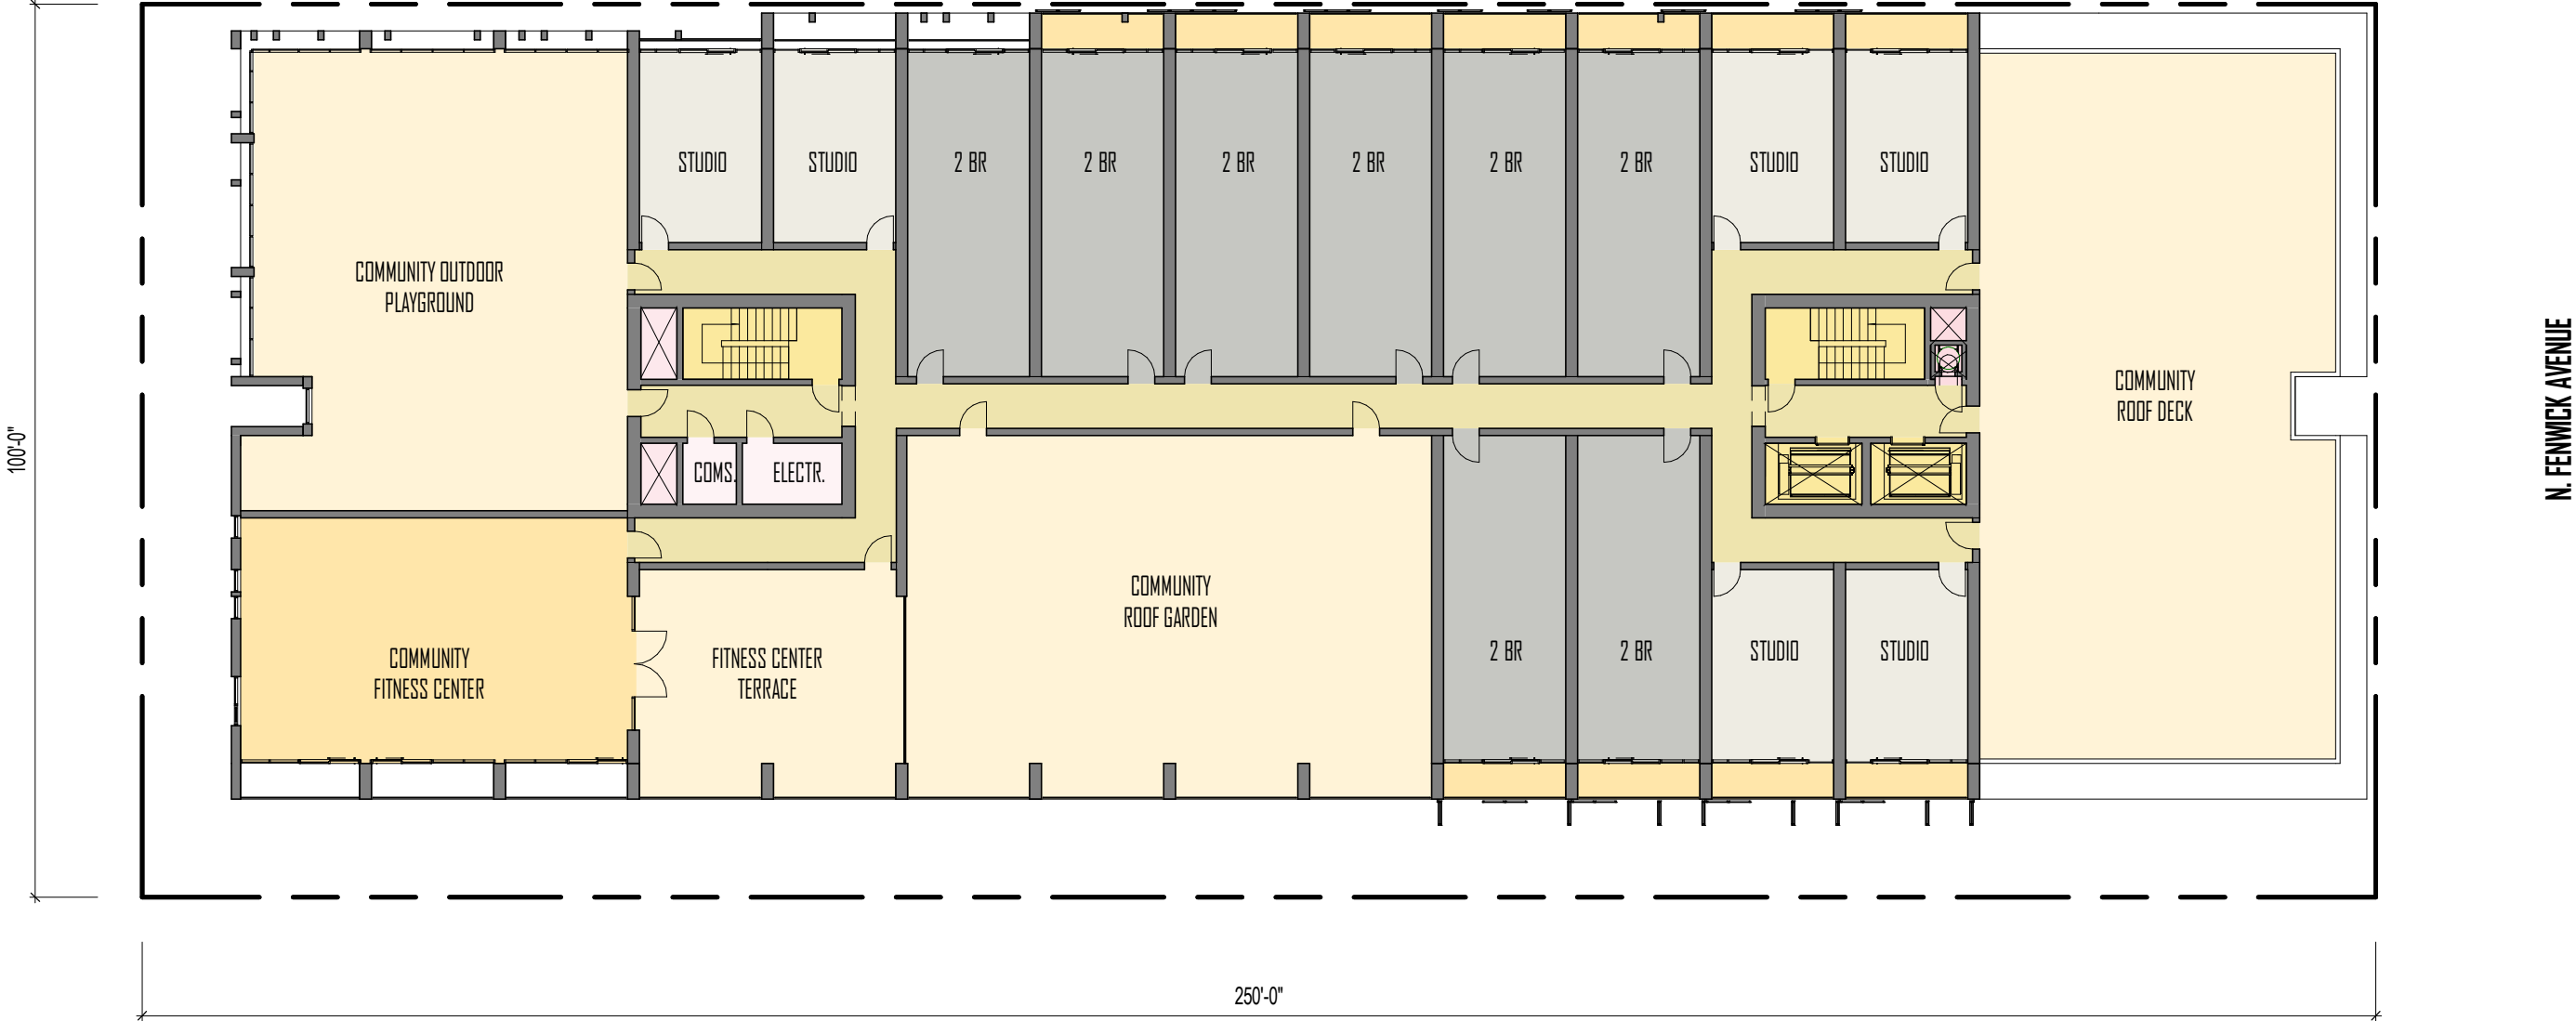 STUDIO
STUDIO
2 BR
2 BR
2 BR
2 BR
2 BR
2 BR
STUDIO
STUDIO
COMMUNITY OUTDOOR
PLAYGROUND
COMMUNITY
ROOF DECK
N. FENWICK AVENUE
100'-0"
COMS.
ELECTR.
COMMUNITY
ROOF GARDEN
COMMUNITY
FITNESS CENTER
FITNESS CENTER
TERRACE
2 BR
2 BR
STUDIO
STUDIO
250'-0"